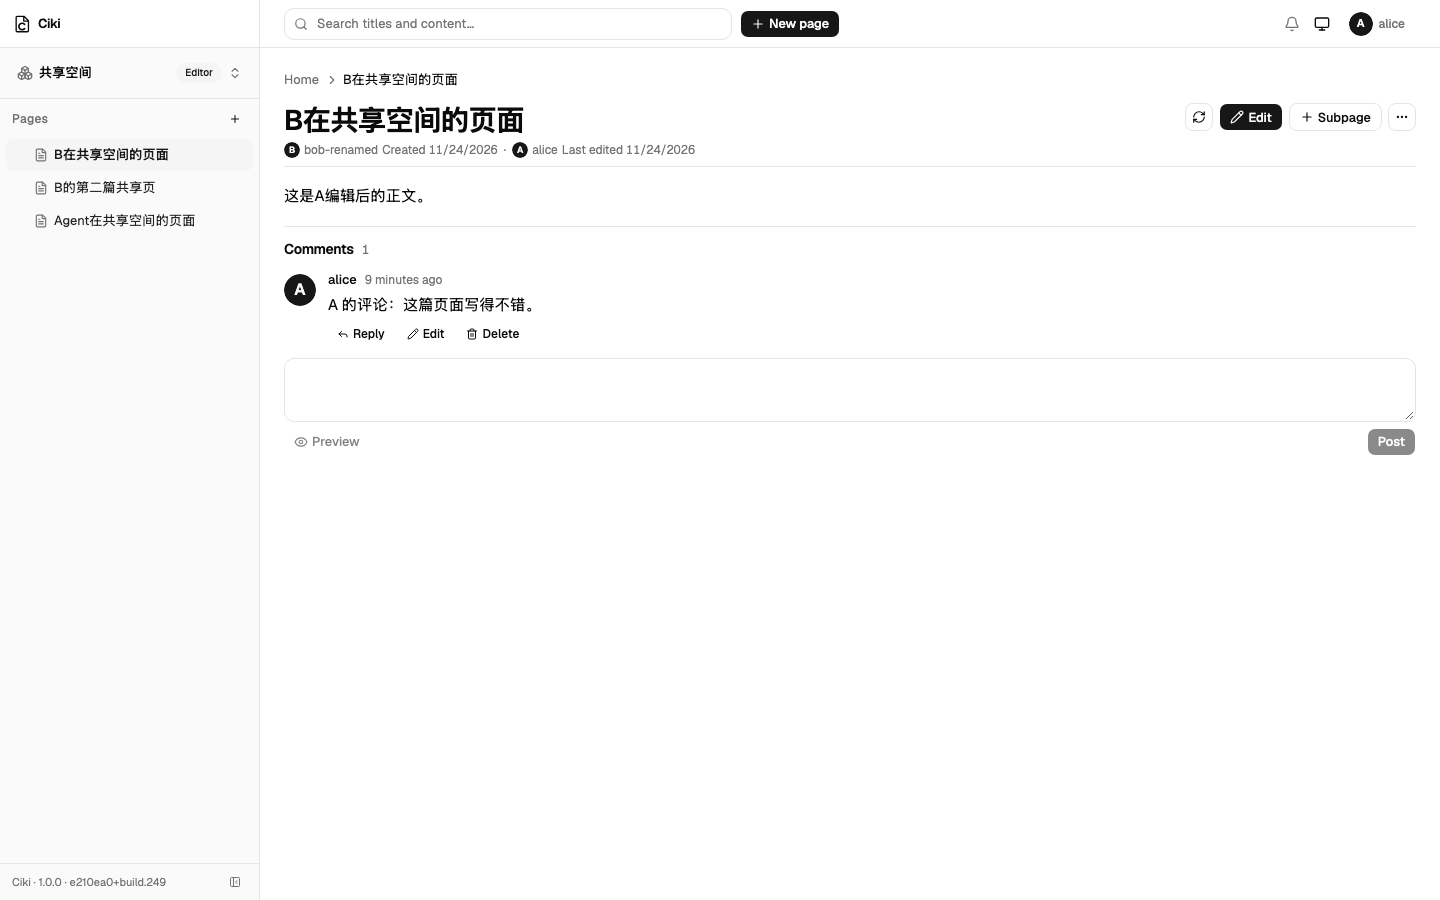 Ciki
Search titles and content...
New page
A alice
共享空间 Editor
Pages
B在共享空间的页面
B的第二篇共享页
Agent在共享空间的页面
Home > B在共享空间的页面
B在共享空间的页面
Edit
Subpage
B bob-renamed Created 11/24/2026 · A alice Last edited 11/24/2026
这是A编辑后的正文。
Comments 1
A alice 9 minutes ago
A 的评论：这篇页面写得不错。
Reply Edit Delete
Preview
Post
Ciki · 1.0.0 · e210ea0+build.249